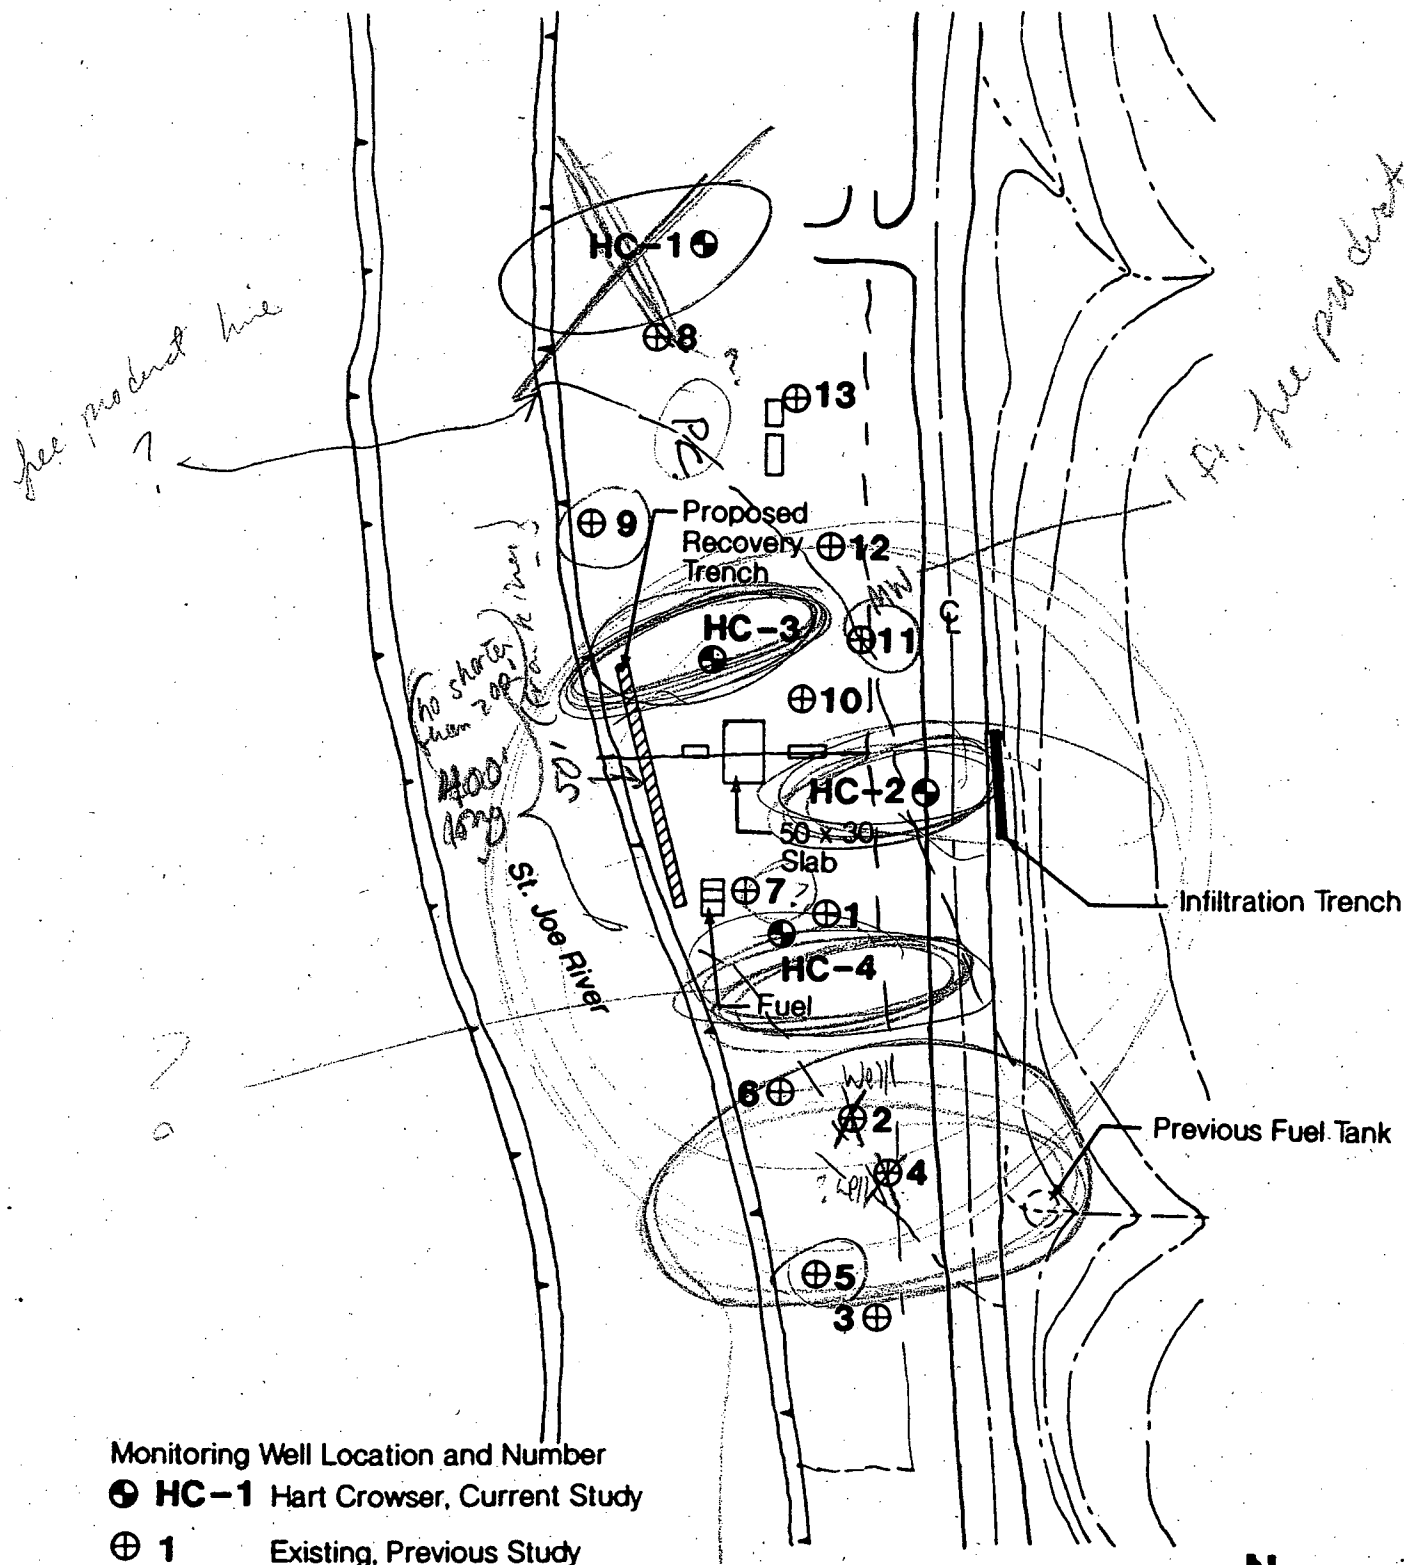 HC-1
8
?
13
free product line
?
1 ft. free product
9
Proposed
Recovery
Trench
12
MW
HC-3
11
℄
10
no shorter
than 200'
400'
long
50'
HC-2
50 x 30
Slab
St. Joe River
7
?
1
Infiltration Trench
HC-4
Fuel
?
6
Well
2
Previous Fuel Tank
4
? well
5
3
Monitoring Well Location and Number
HC-1 Hart Crowser, Current Study
1 Existing, Previous Study
N